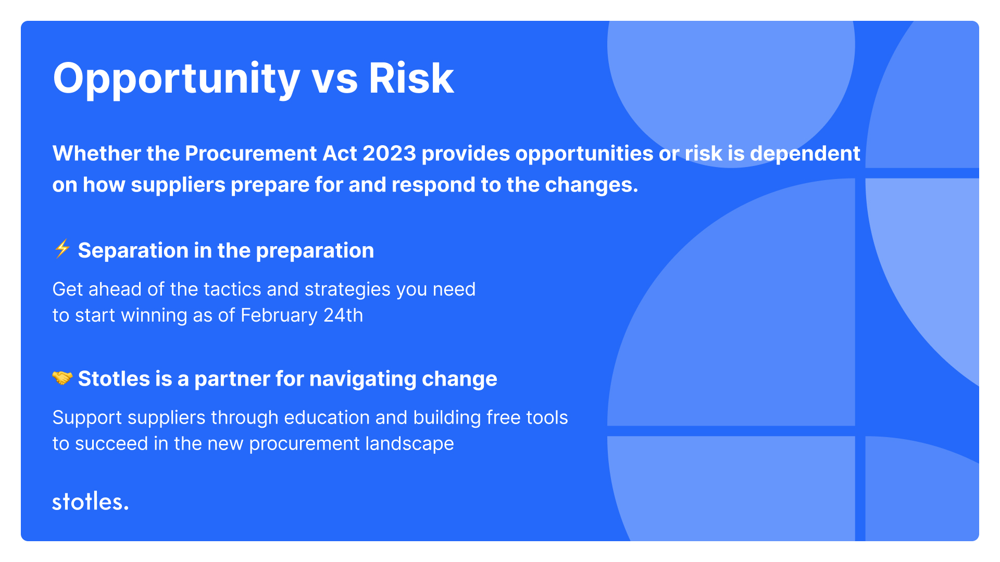 Opportunity vs Risk
Whether the Procurement Act 2023 provides opportunities or risk is dependent
on how suppliers prepare for and respond to the changes.
⚡ Separation in the preparation
Get ahead of the tactics and strategies you need
to start winning as of February 24th
🤝 Stotles is a partner for navigating change
Support suppliers through education and building free tools
to succeed in the new procurement landscape
stotles.